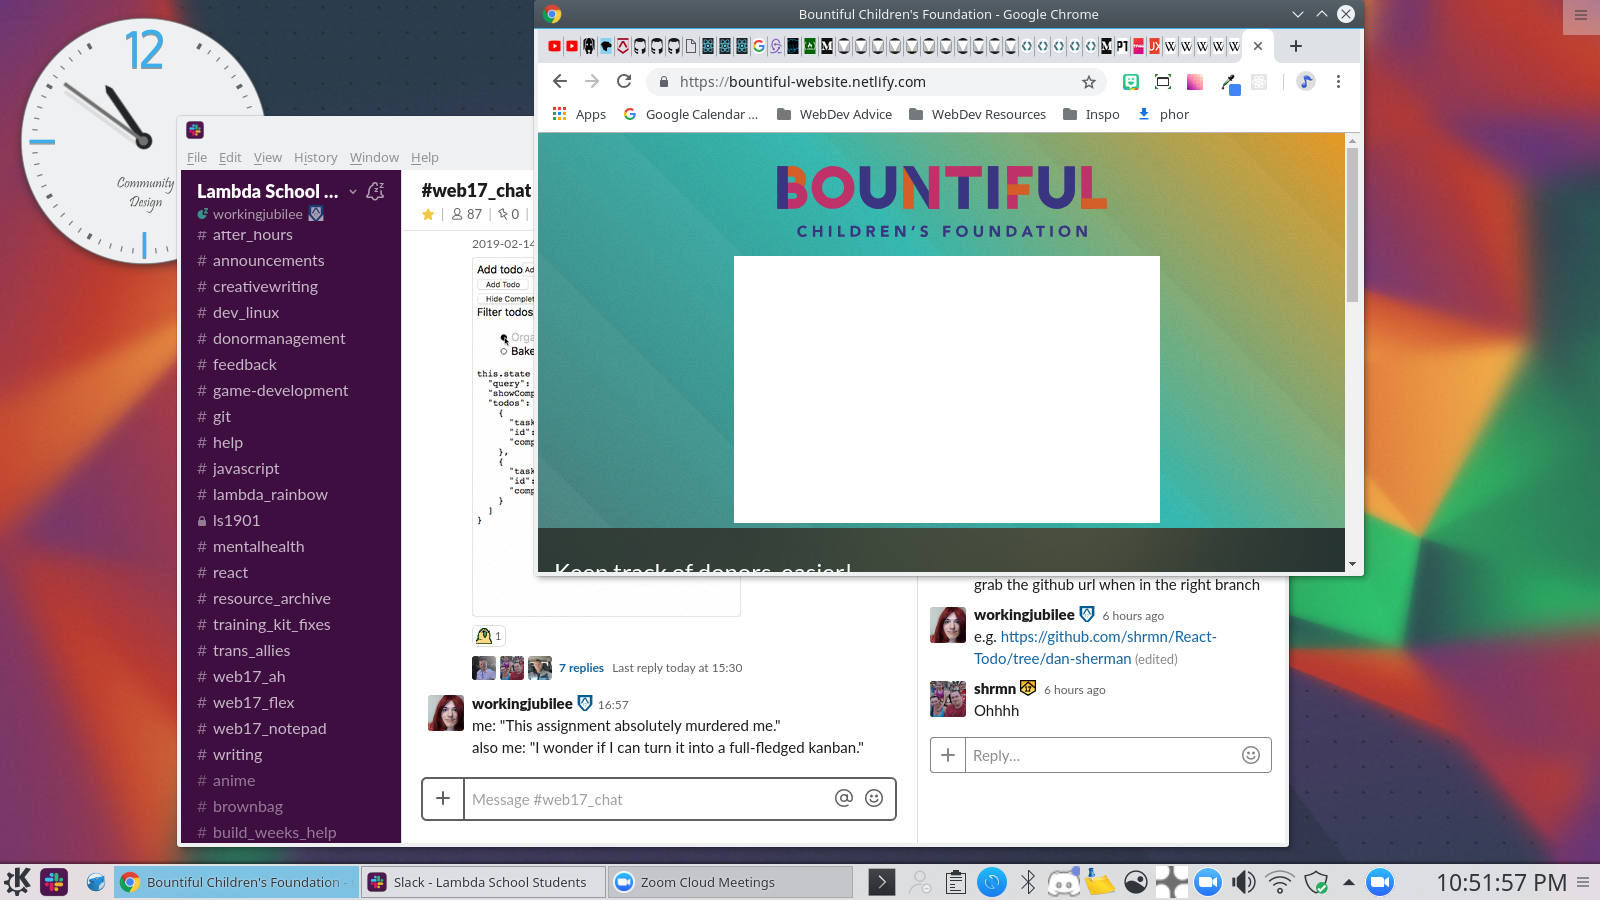 12
Community
Design
File Edit View History Window Help
Lambda School ...
workingjubilee
# after_hours
# announcements
# creativewriting
# dev_linux
# donormanagement
# feedback
# game-development
# git
# help
# javascript
# lambda_rainbow
ls1901
# mentalhealth
# react
# resource_archive
# training_kit_fixes
# trans_allies
# web17_ah
# web17_flex
# web17_notepad
# writing
# anime
# brownbag
# build_weeks_help
#web17_chat
87 | 0 |
2019-02-14
Add todo Ad
Add Todo
Hide Complet
Filter todos
Orga
Bake
this.state
"query":
"showComp
"todos":
{
"task
"id":
"comp
},
{
"task
"id":
"comp
}
]
}
1
7 replies Last reply today at 15:30
workingjubilee 16:57
me: "This assignment absolutely murdered me."
also me: "I wonder if I can turn it into a full-fledged kanban."
+ Message #web17_chat @
Bountiful Children's Foundation - Google Chrome
https://bountiful-website.netlify.com
Apps Google Calendar ... WebDev Advice WebDev Resources Inspo phor
BOUNTIFUL
CHILDREN'S FOUNDATION
Keep track of donors, easier!
grab the github url when in the right branch
workingjubilee 6 hours ago
e.g. https://github.com/shrmn/React-
Todo/tree/dan-sherman (edited)
shrmn 6 hours ago
Ohhhh
+ Reply...
Bountiful Children's Foundation - Slack - Lambda School Students Zoom Cloud Meetings 10:51:57 PM